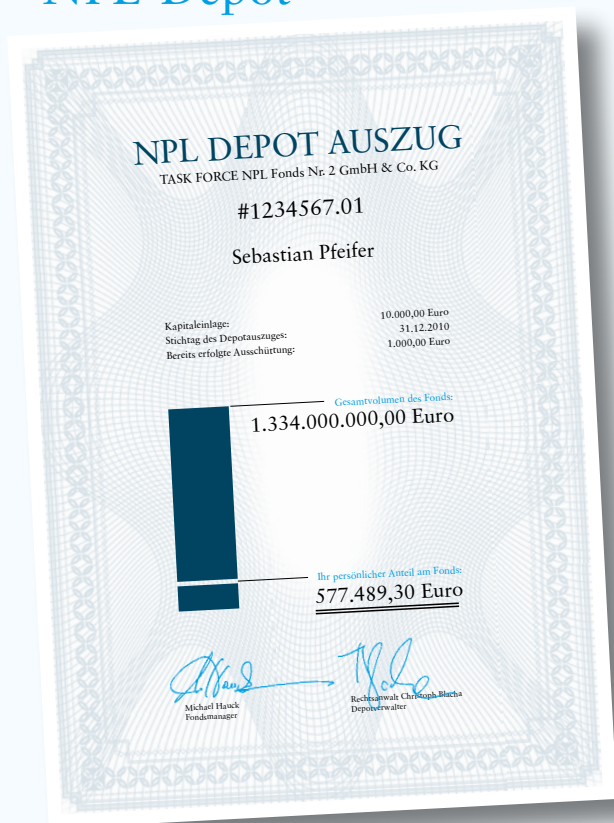 NPL Depot
NPL DEPOT AUSZUG
TASK FORCE NPL Fonds Nr. 2 GmbH & Co. KG
#1234567.01
Sebastian Pfeifer
Kapitaleinlage: 10.000,00 Euro
Stichtag des Depotauszuges: 31.12.2010
Bereits erfolgte Ausschürtung: 1.000,00 Euro
Gesamtvolumen des Fonds:
1.334.000.000,00 Euro
Ihr persönlicher Anteil am Fonds:
577.489,30 Euro
Michael Hauck
Fondsmanager
Rechtsanwalt Christoph Blacha
Depotverwalter